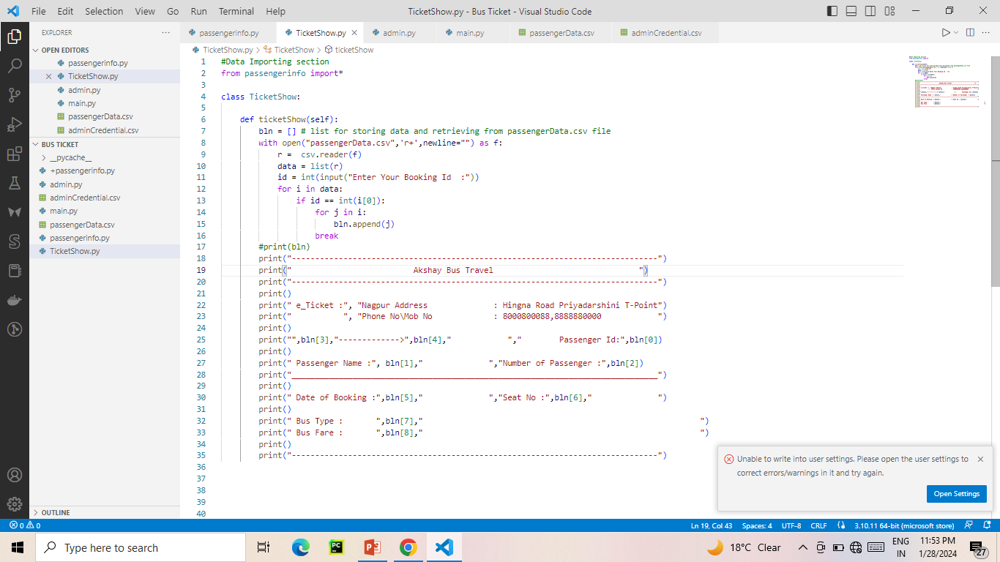 File Edit Selection View Go Run Terminal Help TicketShow.py - Bus Ticket - Visual Studio Code
EXPLORER
OPEN EDITORS
passengerinfo.py
TicketShow.py
admin.py
main.py
passengerData.csv
adminCredential.csv
BUS TICKET
__pycache__
+passengerinfo.py
admin.py
adminCredential.csv
main.py
passengerData.csv
passengerinfo.py
TicketShow.py
OUTLINE
passengerinfo.py TicketShow.py admin.py main.py passengerData.csv adminCredential.csv
TicketShow.py > TicketShow > ticketShow
1 #Data Importing section
2 from passengerinfo import*
3
4 class TicketShow:
5
6 def ticketShow(self):
7 bln = [] # list for storing data and retrieving from passengerData.csv file
8 with open("passengerData.csv",'r+',newline="") as f:
9 r =  csv.reader(f)
10 data = list(r)
11 id = int(input("Enter Your Booking Id  :"))
12 for i in data:
13 if id == int(i[0]):
14 for j in i:
15 bln.append(j)
16 break
17 #print(bln)
18 print("------------------------------------------------------------------------------")
19 print("                          Akshay Bus Travel                               ")
20 print("------------------------------------------------------------------------------")
21 print()
22 print(" e_Ticket :", "Nagpur Address              : Hingna Road Priyadarshini T-Point")
23 print("           ", "Phone No\Mob No             : 8000800088,8888880000            ")
24 print()
25 print("",bln[3],"------------->",bln[4],"            ","        Passenger Id:",bln[0])
26 print()
27 print(" Passenger Name :", bln[1],"              ","Number of Passenger :",bln[2])
28 print("______________________________________________________________________________")
29 print()
30 print(" Date of Booking :",bln[5],"              ","Seat No :",bln[6],"              ")
31 print()
32 print(" Bus Type :       ",bln[7],"                                                           ")
33 print(" Bus Fare :       ",bln[8],"                                                           ")
34 print()
35 print("------------------------------------------------------------------------------")
36
37
38
39
40
Unable to write into user settings. Please open the user settings to
correct errors/warnings in it and try again.
Open Settings
0 0 Ln 19, Col 43 Spaces: 4 UTF-8 CRLF 3.10.11 64-bit (microsoft store)
Type here to search
18°C Clear
ENG
IN
11:53 PM
1/28/2024
27